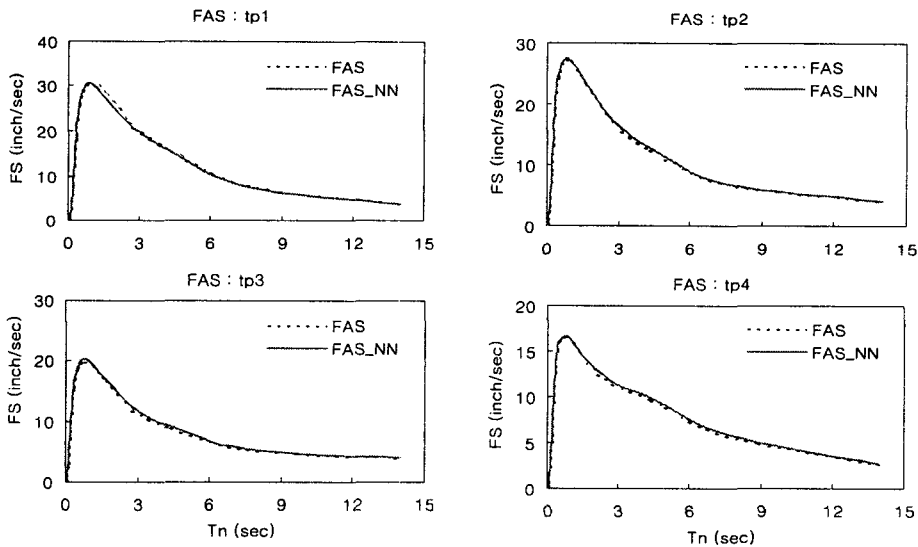 FAS : tp1
FS (inch/sec)
40
30
20
10
0
FAS
FAS_NN
0 3 6 9 12 15
FAS : tp2
FS (inch/sec)
30
20
10
0
FAS
FAS_NN
0 3 6 9 12 15
FAS : tp3
FS (inch/sec)
30
20
10
0
FAS
FAS_NN
0 3 6 9 12 15
Tn (sec)
FAS : tp4
FS (inch/sec)
20
15
10
5
0
FAS
FAS_NN
0 3 6 9 12 15
Tn (sec)